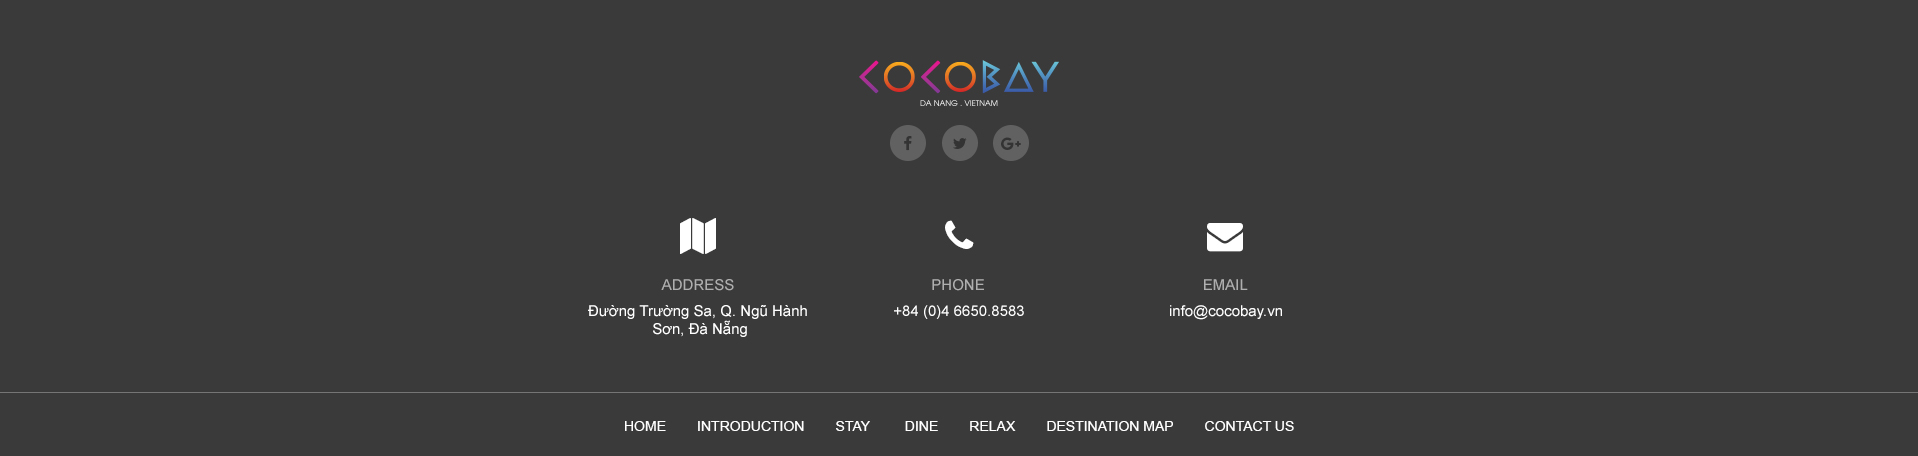 COCOBAY
DA NANG . VIETNAM
ADDRESS
Đường Trường Sa, Q. Ngũ Hành
Sơn, Đà Nẵng
PHONE
+84 (0)4 6650.8583
EMAIL
info@cocobay.vn
HOME INTRODUCTION STAY DINE RELAX DESTINATION MAP CONTACT US